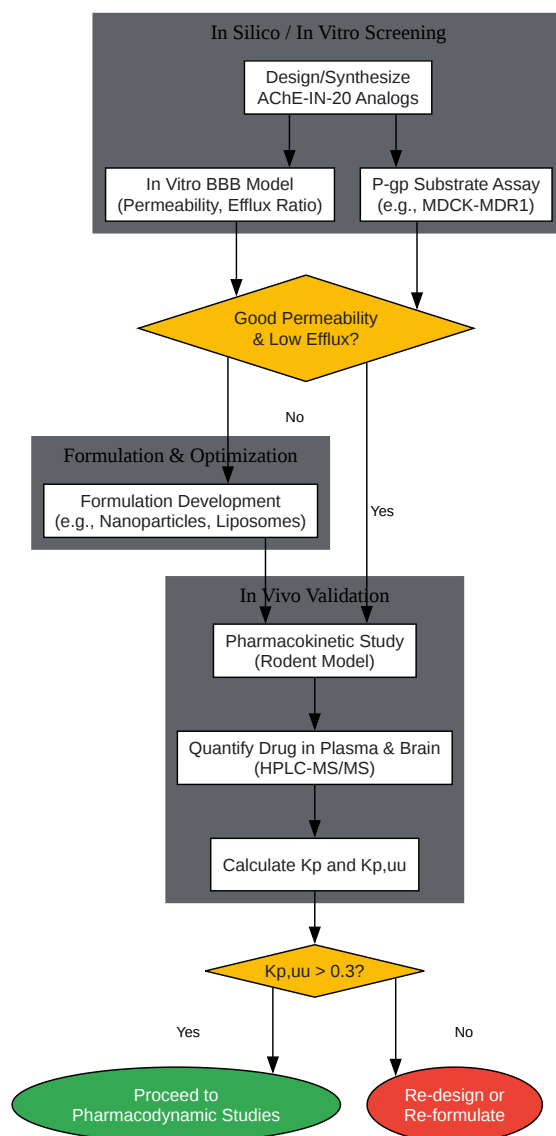 In Silico / In Vitro Screening
Design/Synthesize
AChE-IN-20 Analogs
In Vitro BBB Model
(Permeability, Efflux Ratio)
P-gp Substrate Assay
(e.g., MDCK-MDR1)
Good Permeability
& Low Efflux?
No
Formulation & Optimization
Formulation Development
(e.g., Nanoparticles, Liposomes)
Yes
In Vivo Validation
Pharmacokinetic Study
(Rodent Model)
Quantify Drug in Plasma & Brain
(HPLC-MS/MS)
Calculate Kp and Kp,uu
Kp,uu > 0.3?
Yes
No
Proceed to
Pharmacodynamic Studies
Re-design or
Re-formulate